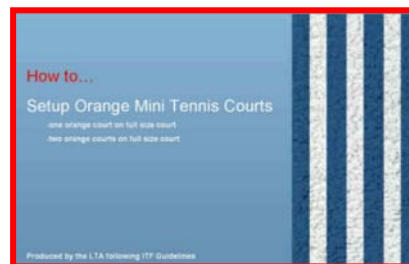 How to...
Setup Orange Mini Tennis Courts
-one orange court on full size court
-two orange courts on full size court
Produced by the LTA following ITF Guidelines